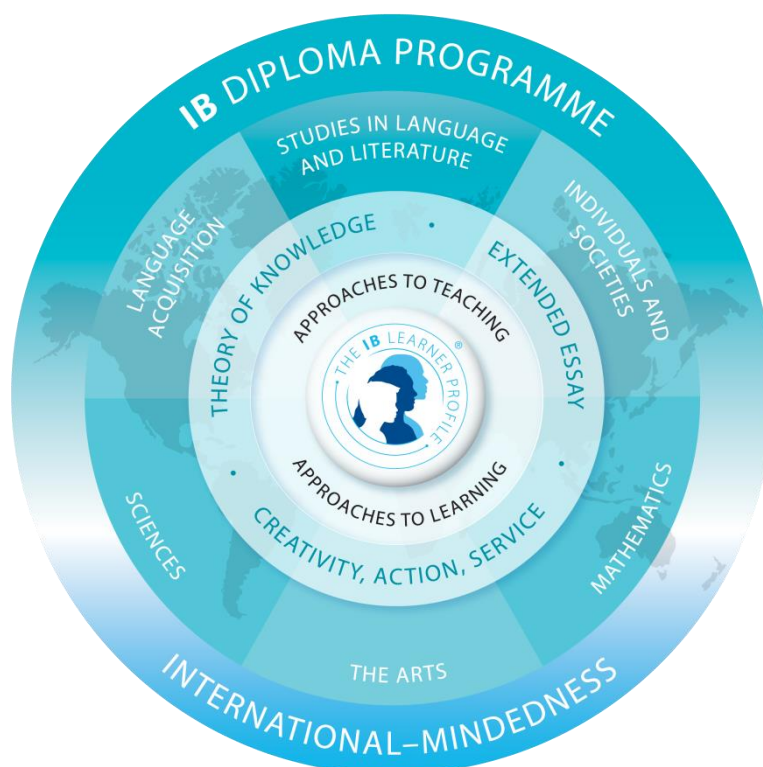 IB DIPLOMA PROGRAMME
STUDIES IN LANGUAGE
AND LITERATURE
LANGUAGE
ACQUISITION
INDIVIDUALS AND
SOCIETIES
THEORY OF KNOWLEDGE
EXTENDED ESSAY
APPROACHES TO TEACHING
• THE IB LEARNER PROFILE • ®
APPROACHES TO LEARNING
CREATIVITY, ACTION, SERVICE
SCIENCES
MATHEMATICS
THE ARTS
INTERNATIONAL–MINDEDNESS